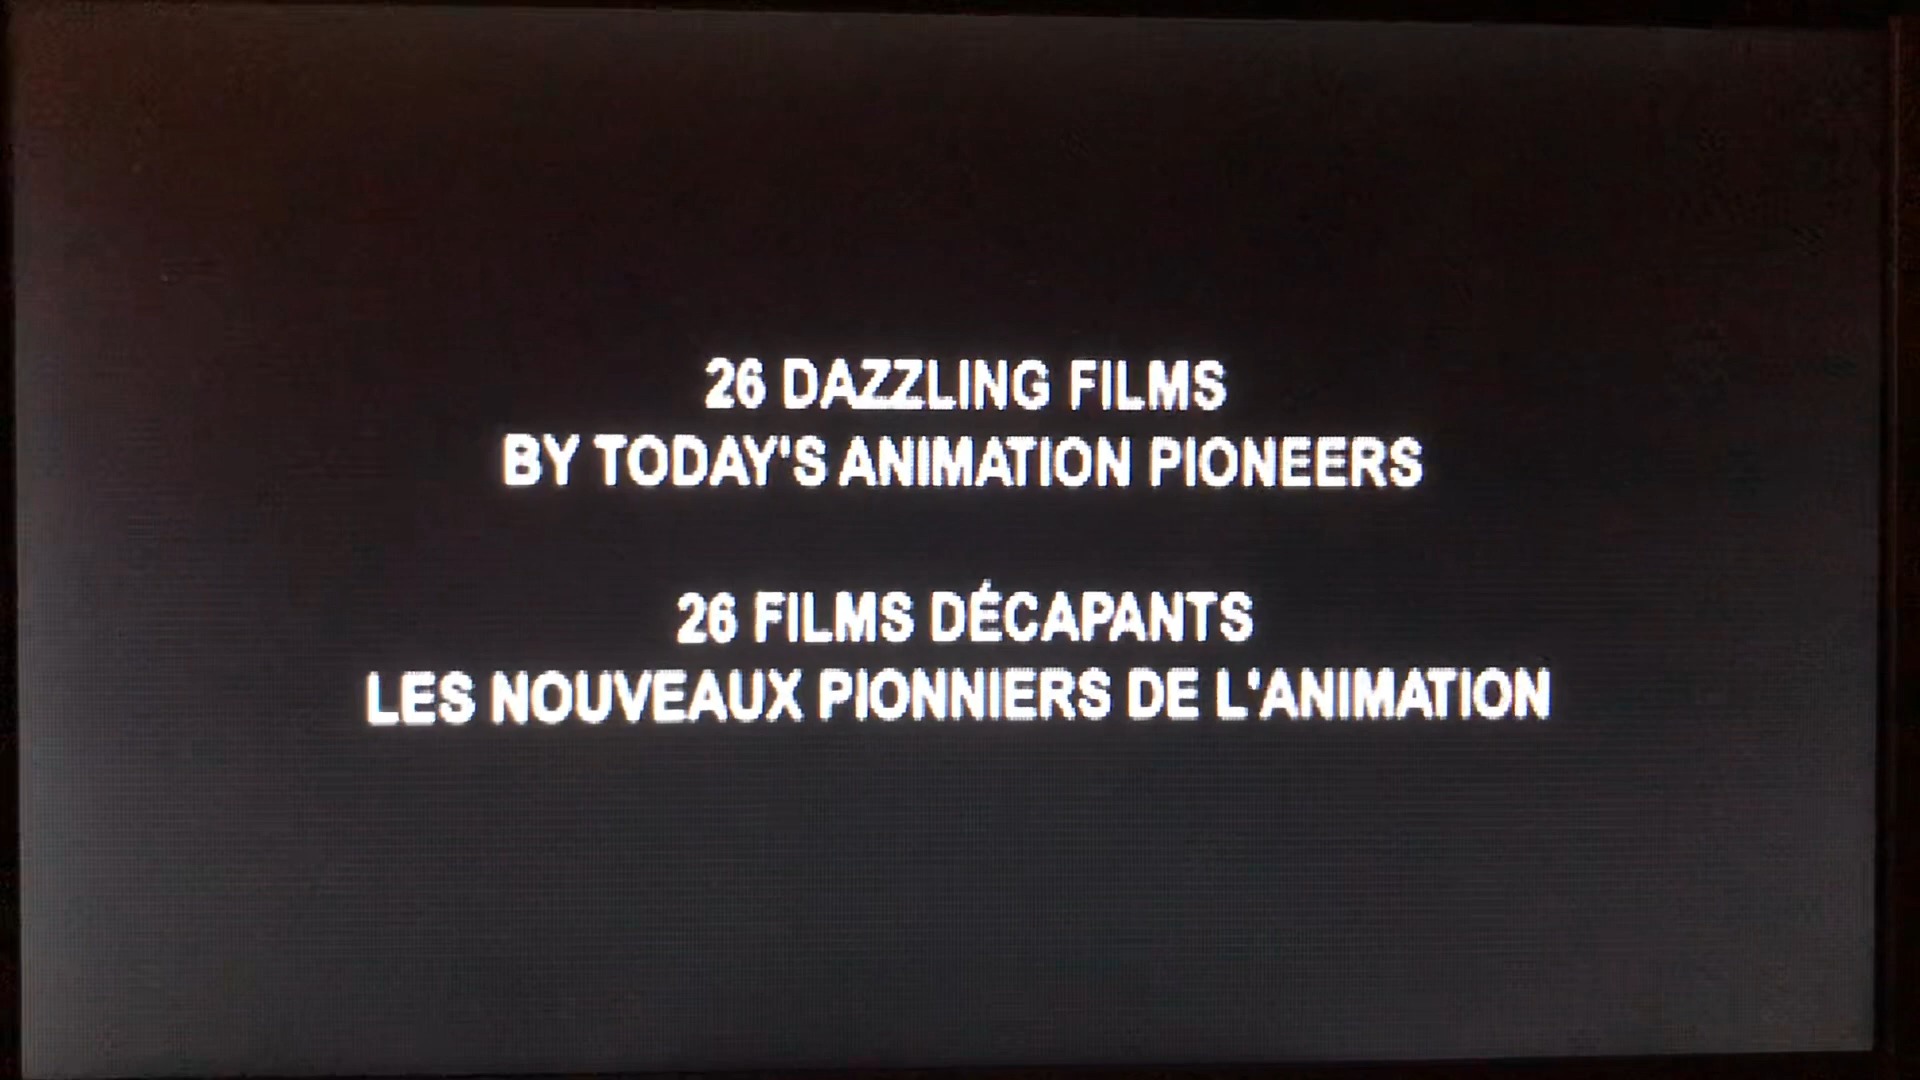 26 DAZZLING FILMS
BY TODAY'S ANIMATION PIONEERS
26 FILMS DÉCAPANTS
LES NOUVEAUX PIONNIERS DE L'ANIMATION